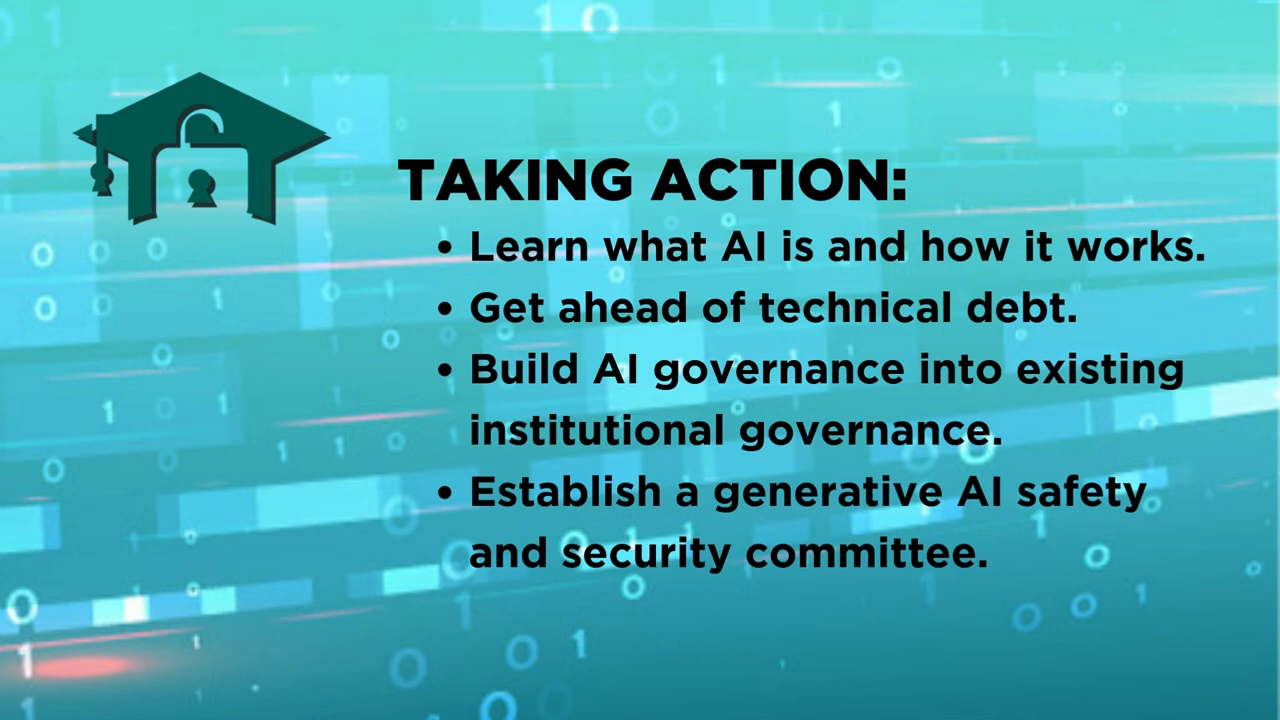 TAKING ACTION:
• Learn what AI is and how it works.
• Get ahead of technical debt.
• Build AI governance into existing
institutional governance.
• Establish a generative AI safety
and security committee.